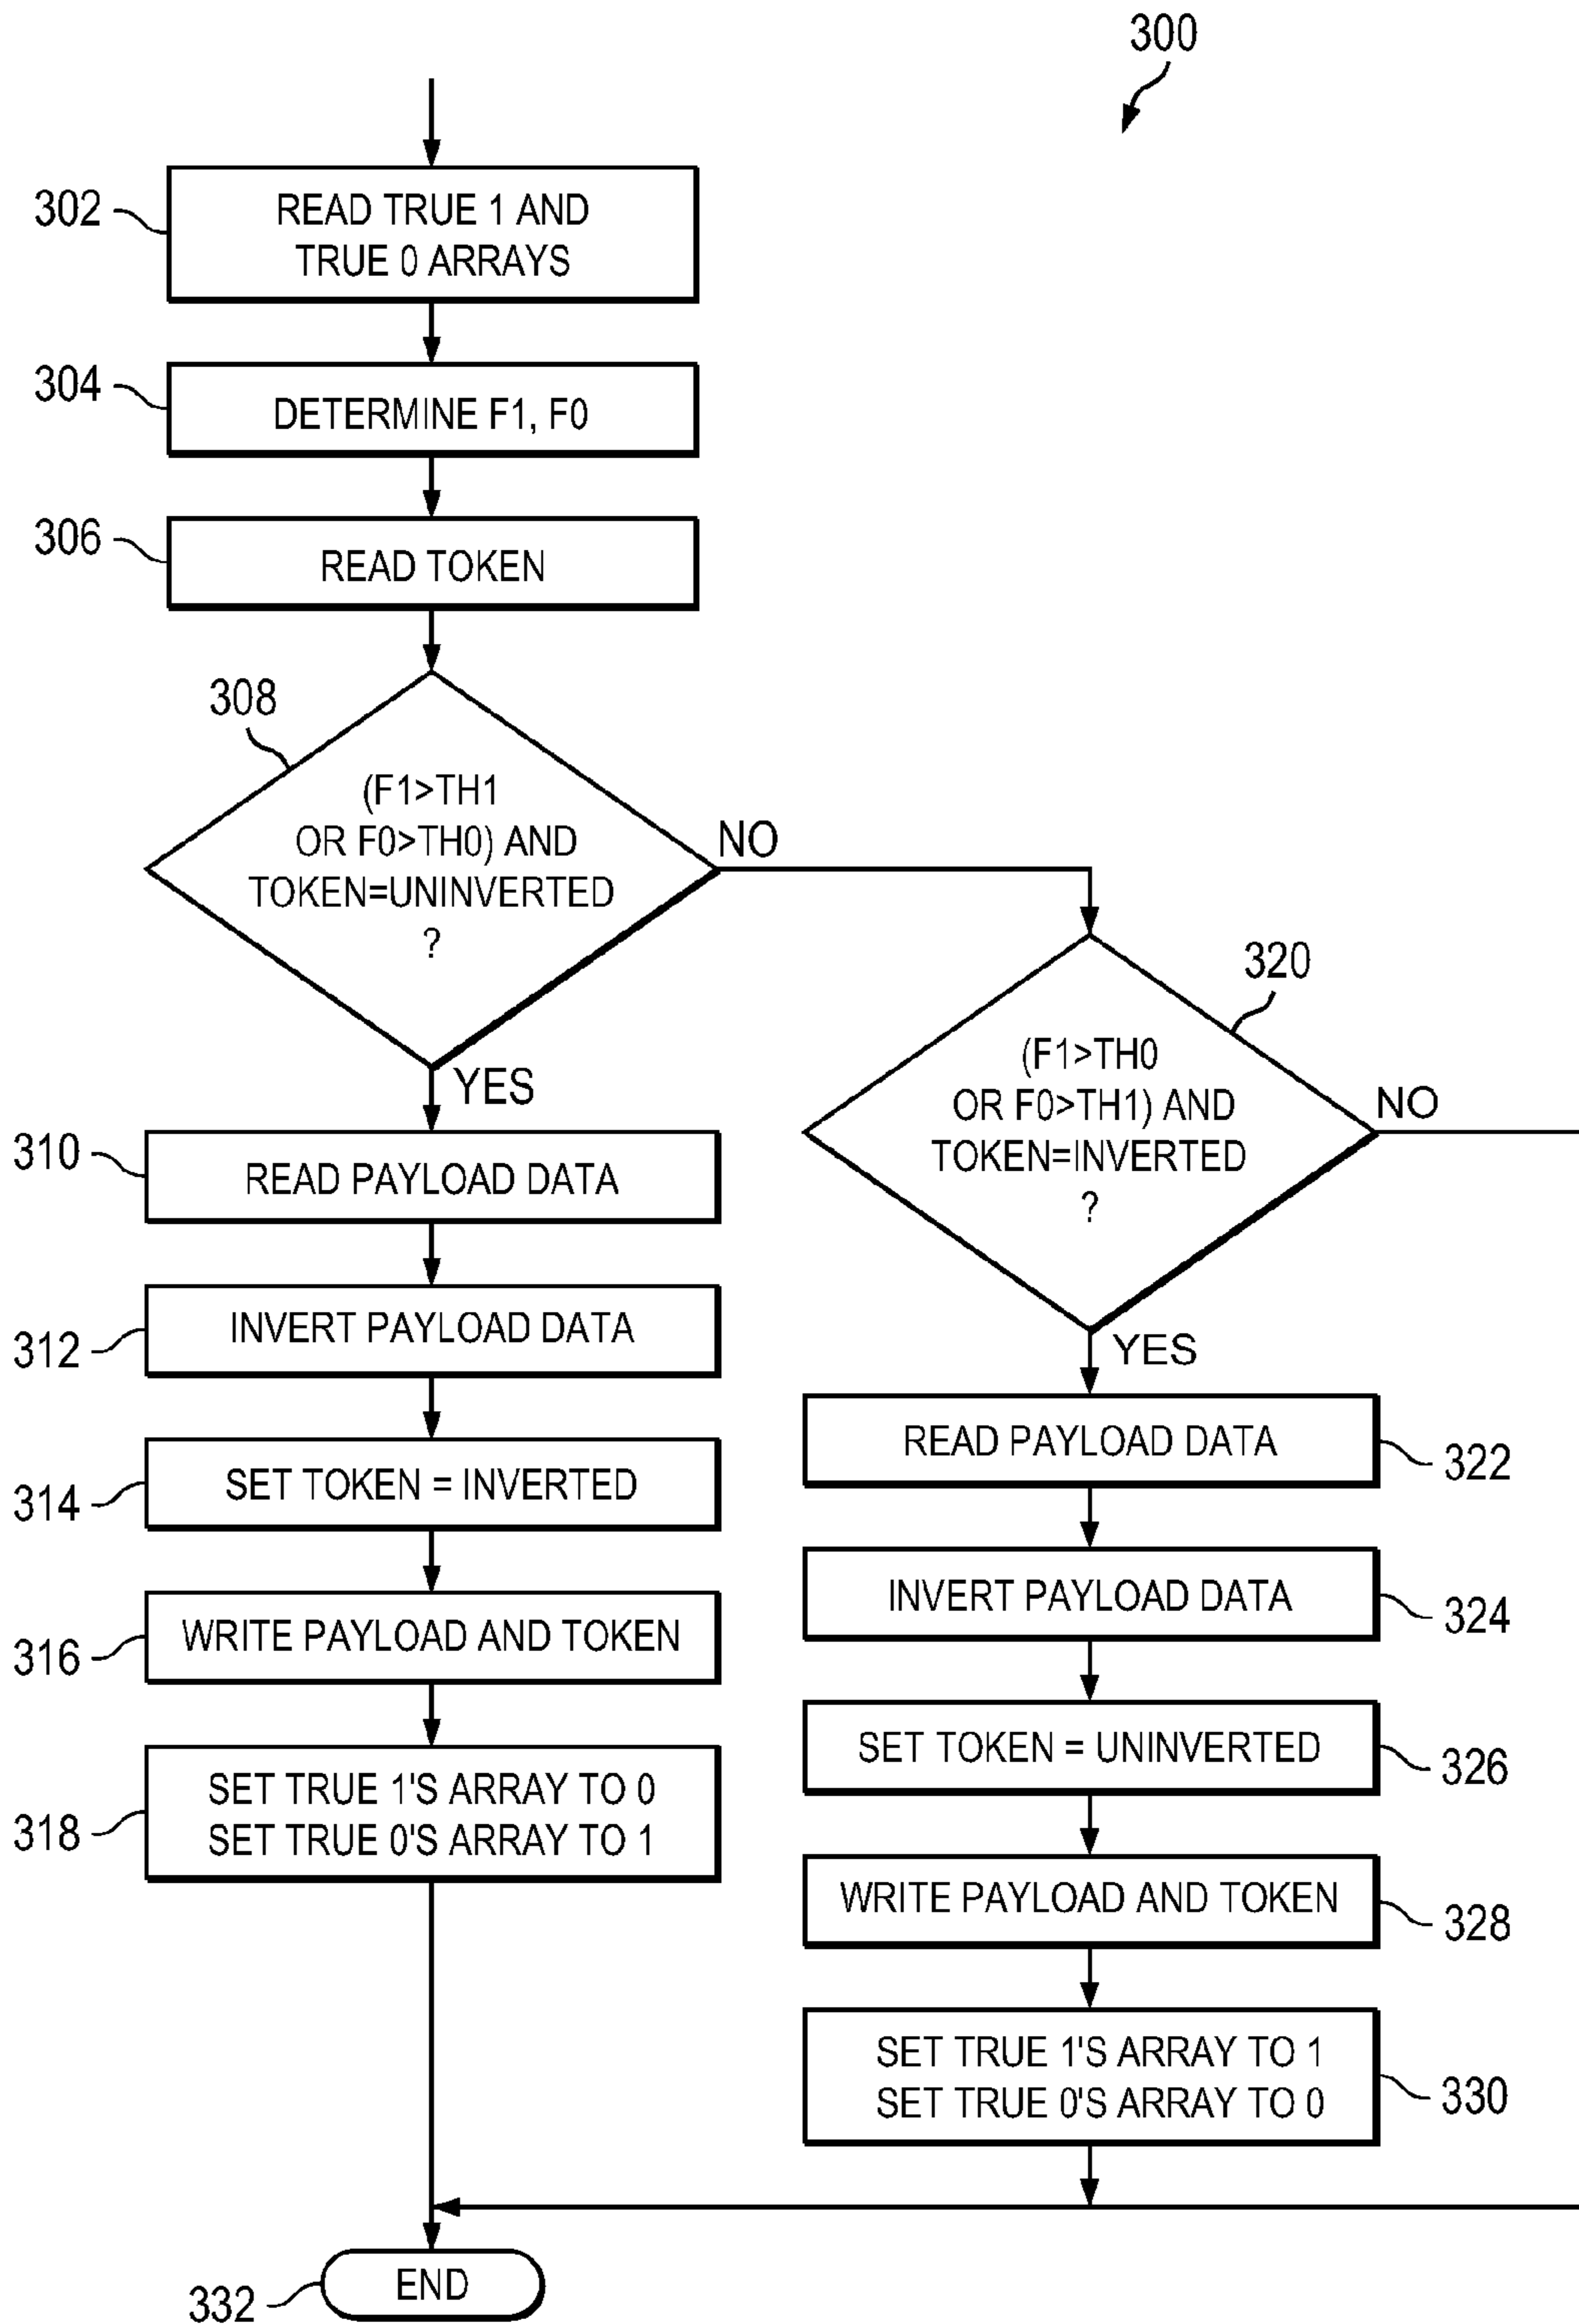 300
302
READ TRUE 1 AND
TRUE 0 ARRAYS
304
DETERMINE F1, F0
306
READ TOKEN
308
(F1>TH1
OR F0>TH0) AND
TOKEN=UNINVERTED
?
NO
YES
310
READ PAYLOAD DATA
312
INVERT PAYLOAD DATA
314
SET TOKEN = INVERTED
316
WRITE PAYLOAD AND TOKEN
318
SET TRUE 1'S ARRAY TO 0
SET TRUE 0'S ARRAY TO 1
320
(F1>TH0
OR F0>TH1) AND
TOKEN=INVERTED
?
NO
YES
READ PAYLOAD DATA
322
INVERT PAYLOAD DATA
324
SET TOKEN = UNINVERTED
326
WRITE PAYLOAD AND TOKEN
328
SET TRUE 1'S ARRAY TO 1
SET TRUE 0'S ARRAY TO 0
330
332
END